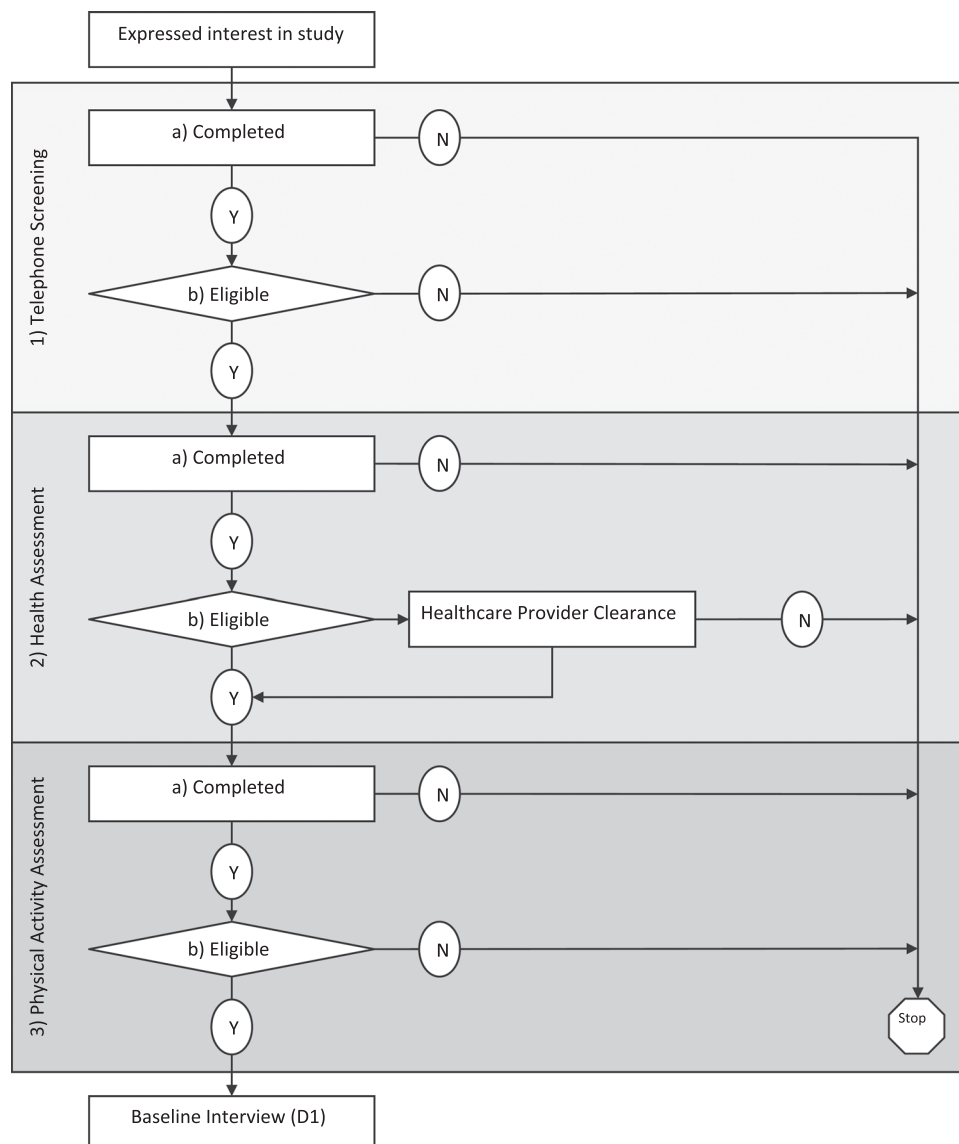 Expressed interest in study
1) Telephone Screening
a) Completed
N
Y
b) Eligible
N
Y
2) Health Assessment
a) Completed
N
Y
b) Eligible
Healthcare Provider Clearance
N
Y
3) Physical Activity Assessment
a) Completed
N
Y
b) Eligible
N
Y
Stop
Baseline Interview (D1)